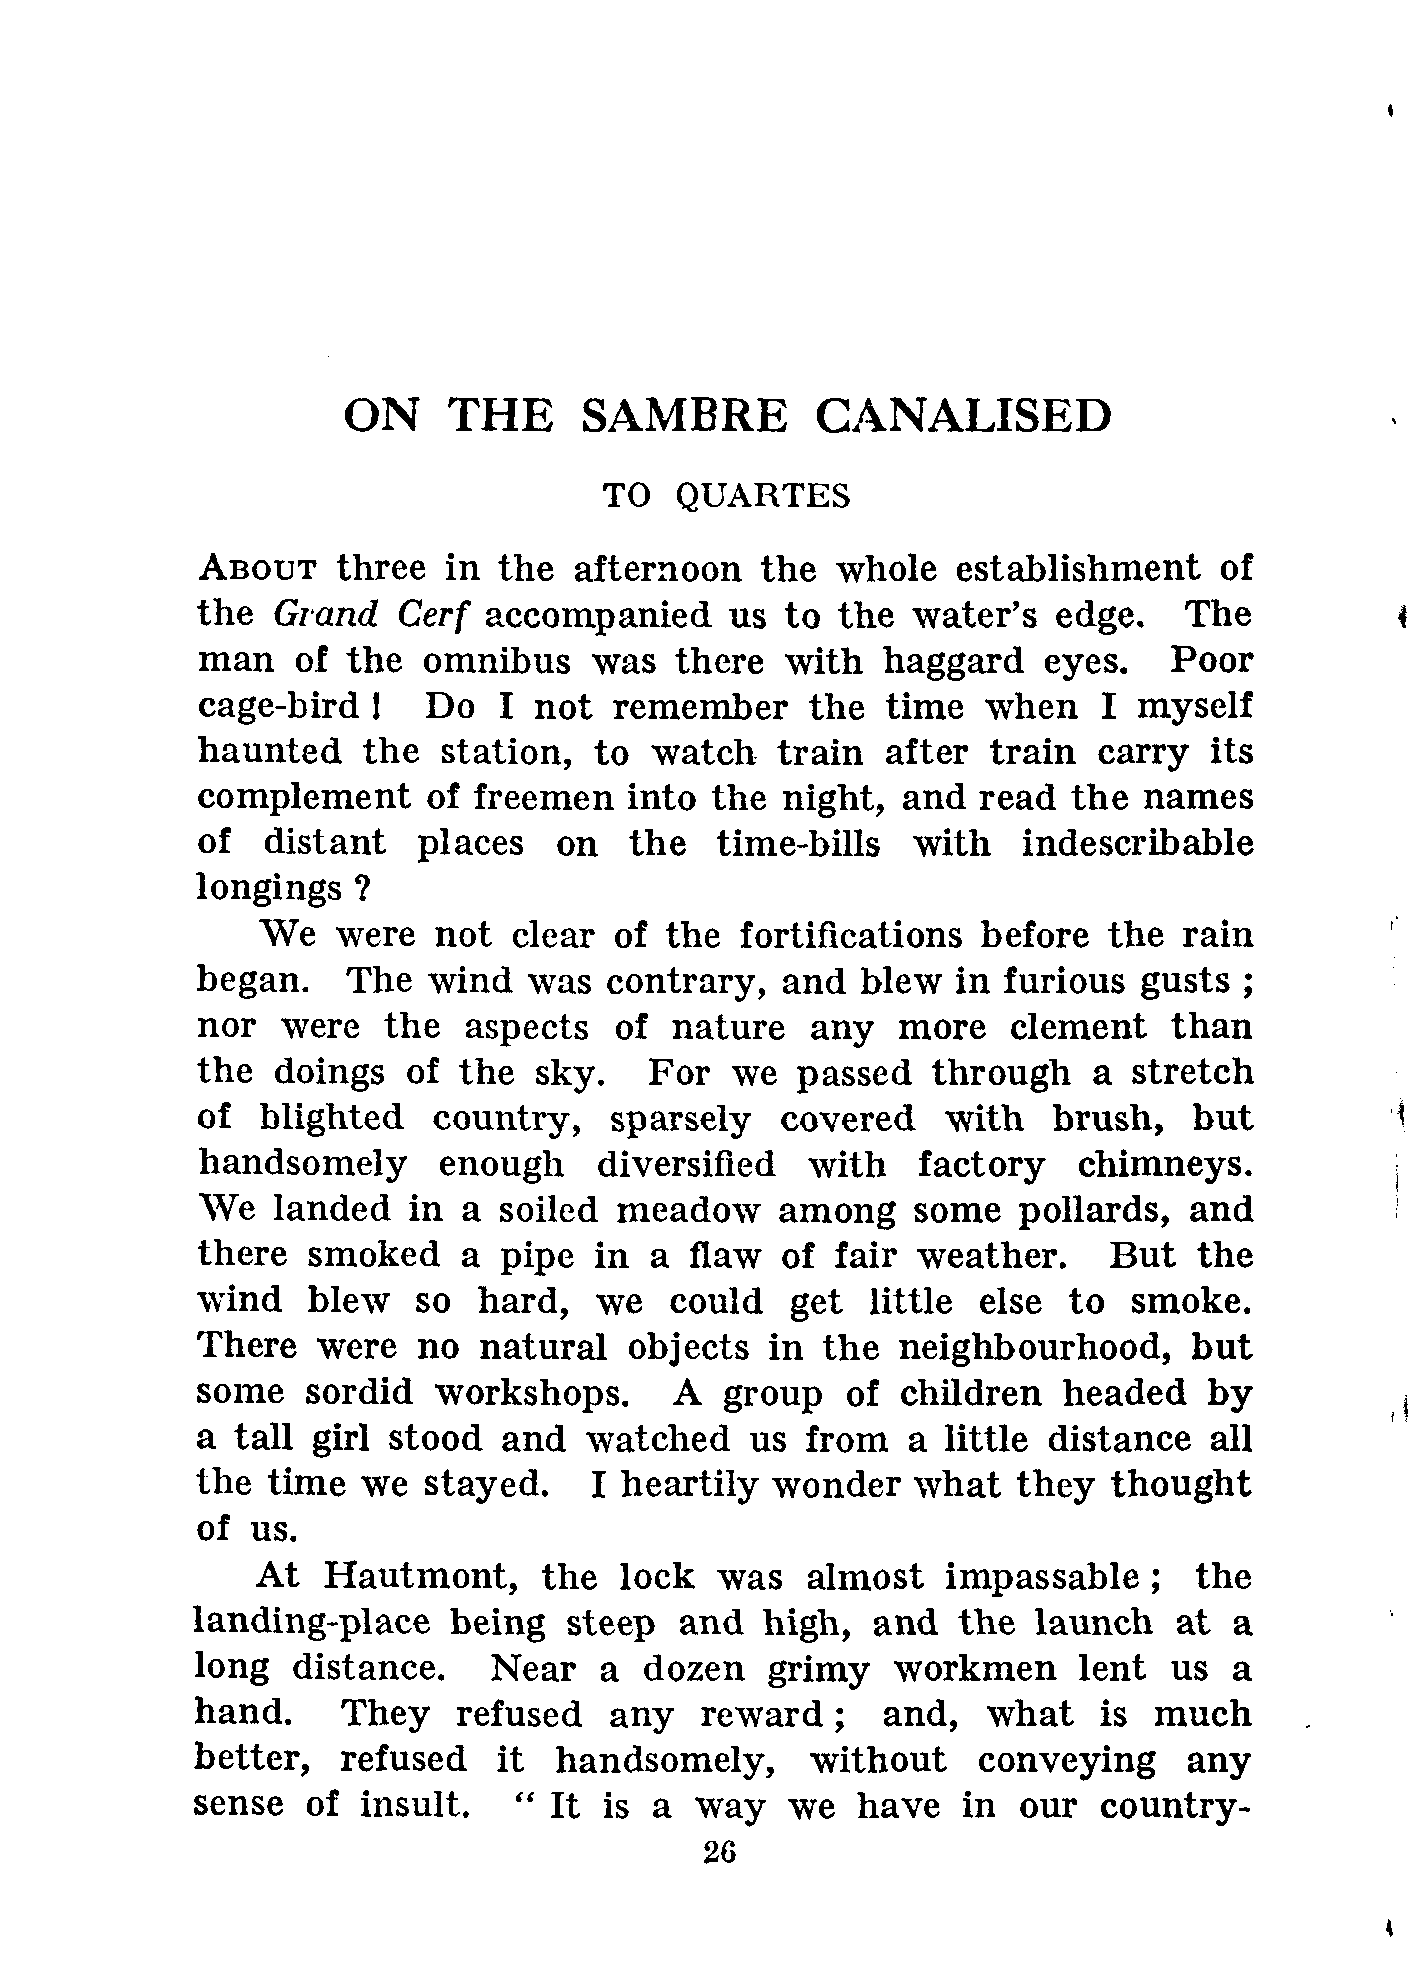 ON THE SAMBRE CANALISED
TO QUARTES
ABOUT three in the afternoon the whole establishment of
the Grand Cerf accompanied us to the water's edge. The
man of the omnibus was there with haggard eyes. Poor
cage-bird ! Do I not remember the time when I myself
haunted the station, to watch train after train carry its
complement of freemen into the night, and read the names
of distant places on the time-bills with indescribable
longings ?
We were not clear of the fortifications before the rain
began. The wind was contrary, and blew in furious gusts ;
nor were the aspects of nature any more clement than
the doings of the sky. For we passed through a stretch
of blighted country, sparsely covered with brush, but
handsomely enough diversified with factory chimneys.
We landed in a soiled meadow among some pollards, and
there smoked a pipe in a flaw of fair weather. But the
wind blew so hard, we could get little else to smoke.
There were no natural objects in the neighbourhood, but
some sordid workshops. A group of children headed by
a tall girl stood and watched us from a little distance all
the time we stayed. I heartily wonder what they thought
of us.
At Hautmont, the lock was almost impassable ; the
landing-place being steep and high, and the launch at a
long distance. Near a dozen grimy workmen lent us a
hand. They refused any reward ; and, what is much
better, refused it handsomely, without conveying any
sense of insult. “ It is a way we have in our country-
26